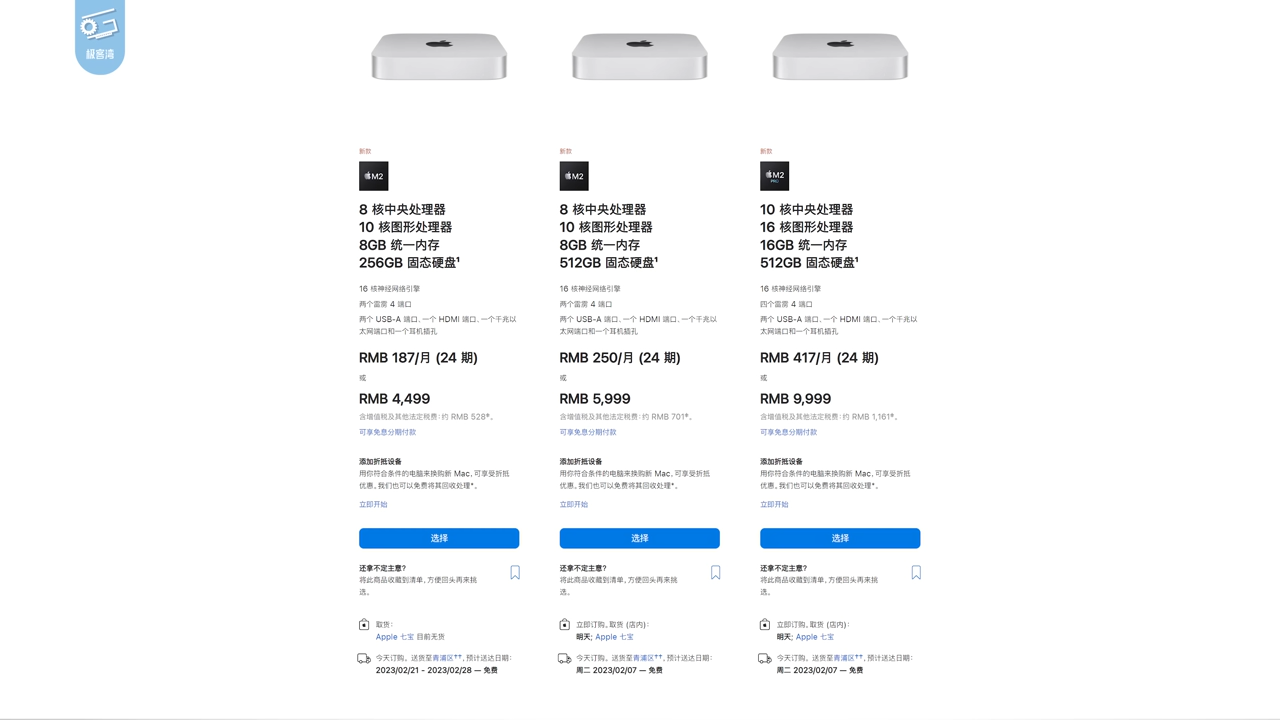 极客湾
新款
M2
8 核中央处理器
10 核图形处理器
8GB 统一内存
256GB 固态硬盘¹
16 核神经网络引擎
两个雷雳 4 端口
两个 USB-A 端口、一个 HDMI 端口、一个千兆以
太网端口和一个耳机插孔
RMB 187/月 (24 期)
或
RMB 4,499
含增值税及其他法定税费：约 RMB 528‡。
可享免息分期付款
添加折抵设备
用你符合条件的电脑来换购新 Mac，可享受折抵
优惠。我们也可以免费将其回收处理*。
立即开始
选择
还拿不定主意？
将此商品收藏到清单，方便回头再来挑
选。
取货：
Apple 七宝 目前无货
今天订购。送货至青浦区††，预计送达日期：
2023/02/21 - 2023/02/28 — 免费
新款
M2
8 核中央处理器
10 核图形处理器
8GB 统一内存
512GB 固态硬盘¹
16 核神经网络引擎
两个雷雳 4 端口
两个 USB-A 端口、一个 HDMI 端口、一个千兆以
太网端口和一个耳机插孔
RMB 250/月 (24 期)
或
RMB 5,999
含增值税及其他法定税费：约 RMB 701‡。
可享免息分期付款
添加折抵设备
用你符合条件的电脑来换购新 Mac，可享受折抵
优惠。我们也可以免费将其回收处理*。
立即开始
选择
还拿不定主意？
将此商品收藏到清单，方便回头再来挑
选。
立即订购。取货 (店内)：
明天; Apple 七宝
今天订购。送货至青浦区††，预计送达日期：
周二 2023/02/07 — 免费
新款
M2
PRO
10 核中央处理器
16 核图形处理器
16GB 统一内存
512GB 固态硬盘¹
16 核神经网络引擎
四个雷雳 4 端口
两个 USB-A 端口、一个 HDMI 端口、一个千兆以
太网端口和一个耳机插孔
RMB 417/月 (24 期)
或
RMB 9,999
含增值税及其他法定税费：约 RMB 1,161‡。
可享免息分期付款
添加折抵设备
用你符合条件的电脑来换购新 Mac，可享受折抵
优惠。我们也可以免费将其回收处理*。
立即开始
选择
还拿不定主意？
将此商品收藏到清单，方便回头再来挑
选。
立即订购。取货 (店内)：
明天; Apple 七宝
今天订购。送货至青浦区††，预计送达日期：
周二 2023/02/07 — 免费